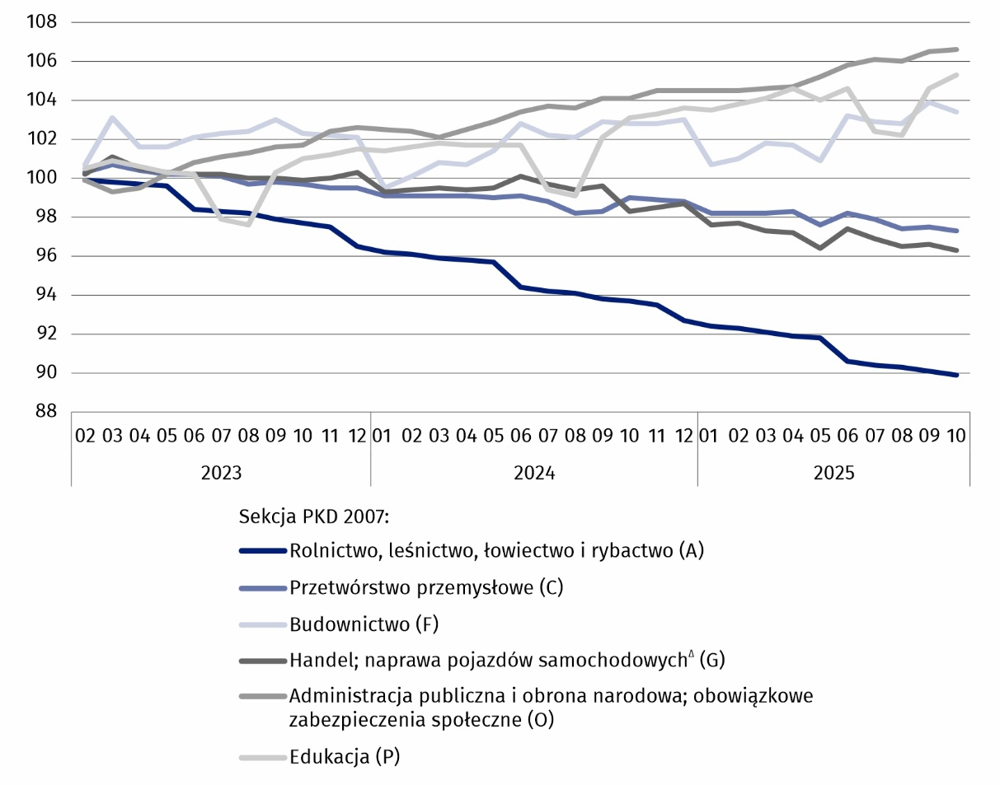 108
106
104
102
100
98
96
94
92
90
88
02 03 04 05 06 07 08 09 10 11 12 01 02 03 04 05 06 07 08 09 10 11 12 01 02 03 04 05 06 07 08 09 10
2023 2024 2025
Sekcja PKD 2007:
Rolnictwo, leśnictwo, łowiectwo i rybactwo (A)
Przetwórstwo przemysłowe (C)
Budownictwo (F)
Handel; naprawa pojazdów samochodowychᐞ (G)
Administracja publiczna i obrona narodowa; obowiązkowe
zabezpieczenia społeczne (O)
Edukacja (P)